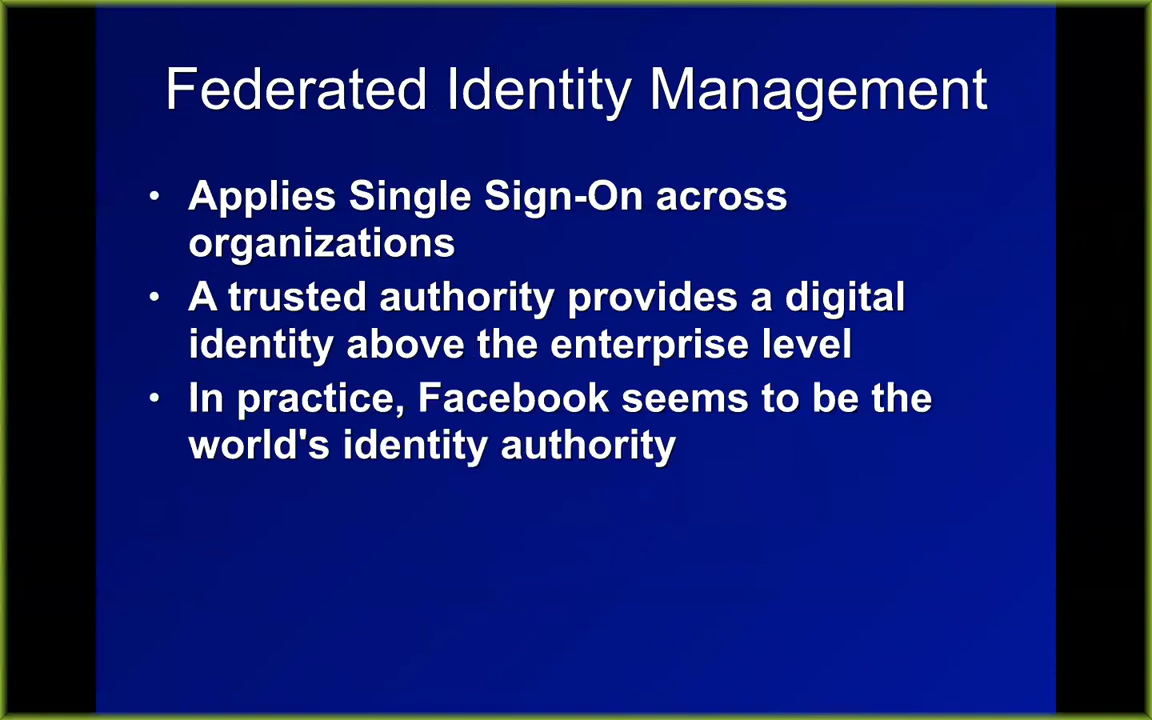 Federated Identity Management
• Applies Single Sign-On across
organizations
• A trusted authority provides a digital
identity above the enterprise level
• In practice, Facebook seems to be the
world's identity authority